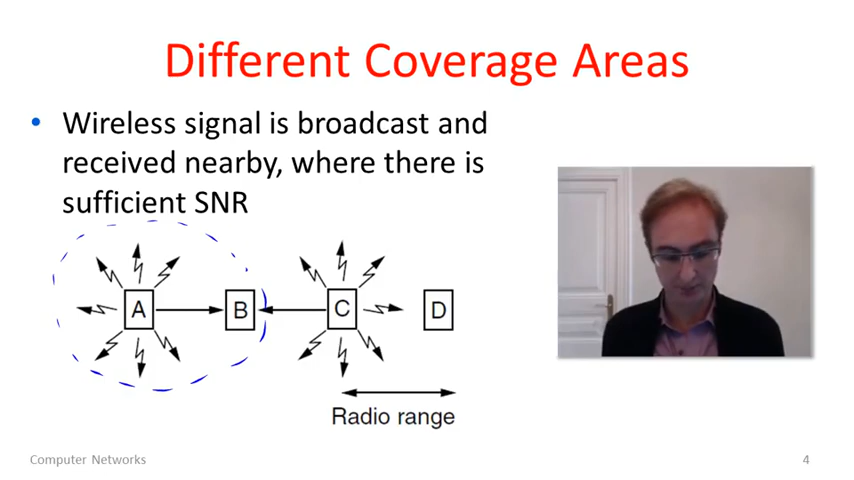 Different Coverage Areas
• Wireless signal is broadcast and
received nearby, where there is
sufficient SNR
A B C D
Radio range
Computer Networks 4